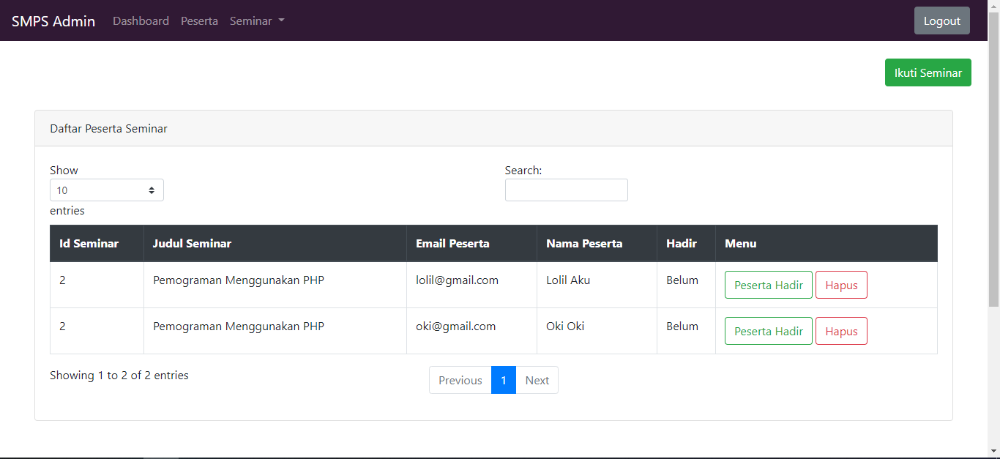 SMPS Admin Dashboard Peserta Seminar Logout
Ikuti Seminar
Daftar Peserta Seminar
Show Search:
10
entries
Id Seminar Judul Seminar Email Peserta Nama Peserta Hadir Menu
2 Pemograman Menggunakan PHP lolil@gmail.com Lolil Aku Belum Peserta Hadir Hapus
2 Pemograman Menggunakan PHP oki@gmail.com Oki Oki Belum Peserta Hadir Hapus
Showing 1 to 2 of 2 entries Previous 1 Next